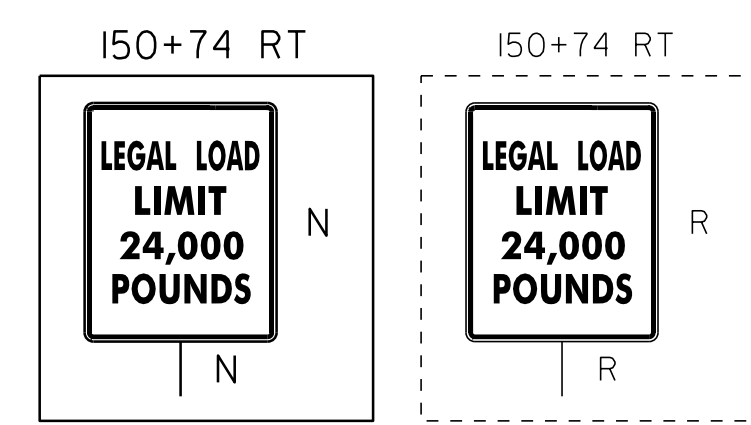 150+74 RT
LEGAL LOAD
LIMIT
24,000
POUNDS
N
N
150+74 RT
LEGAL LOAD
LIMIT
24,000
POUNDS
R
R